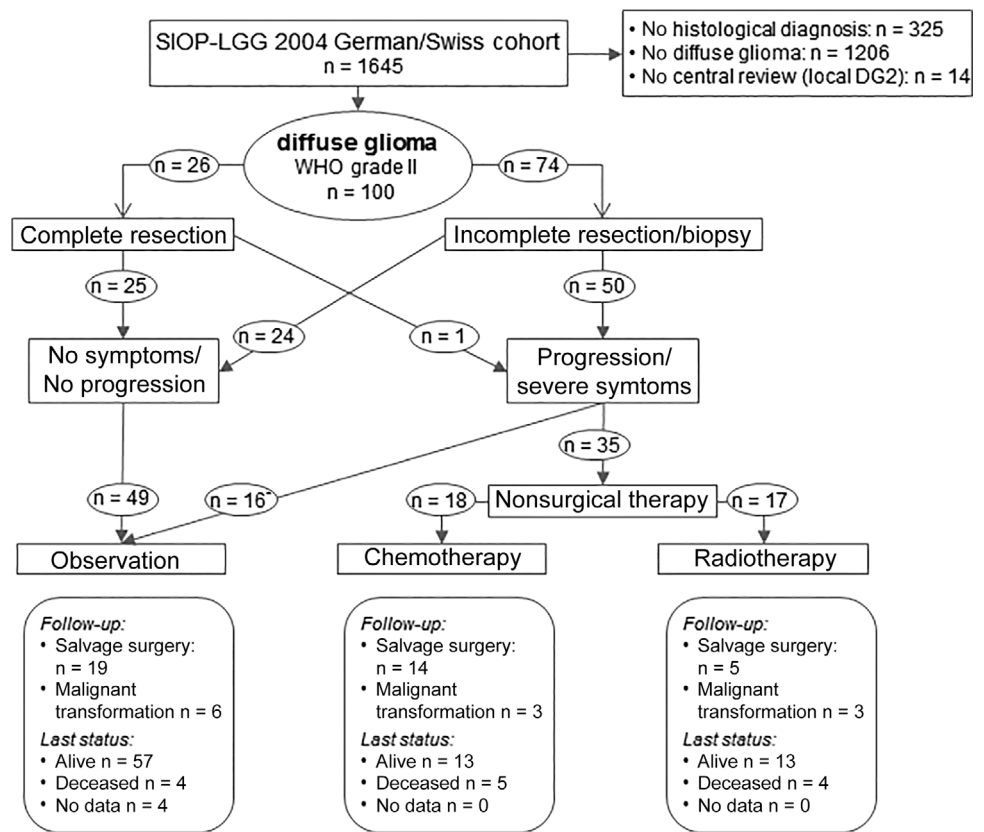 SIOP-LGG 2004 German/Swiss cohort
n = 1645
• No histological diagnosis: n = 325
• No diffuse glioma: n = 1206
• No central review (local DG2): n = 14
diffuse glioma
WHO grade II
n = 100
n = 26
n = 74
Complete resection
Incomplete resection/biopsy
n = 25
n = 50
n = 24
n = 1
No symptoms/
No progression
Progression/
severe symtoms
n = 35
n = 49
n = 16-
n = 18
Nonsurgical therapy
n = 17
Observation
Chemotherapy
Radiotherapy
Follow-up:
• Salvage surgery:
n = 19
• Malignant
transformation n = 6
Last status:
• Alive n = 57
• Deceased n = 4
• No data n = 4
Follow-up:
• Salvage surgery:
n = 14
• Malignant
transformation n = 3
Last status:
• Alive n = 13
• Deceased n = 5
• No data n = 0
Follow-up:
• Salvage surgery:
n = 5
• Malignant
transformation n = 3
Last status:
• Alive n = 13
• Deceased n = 4
• No data n = 0